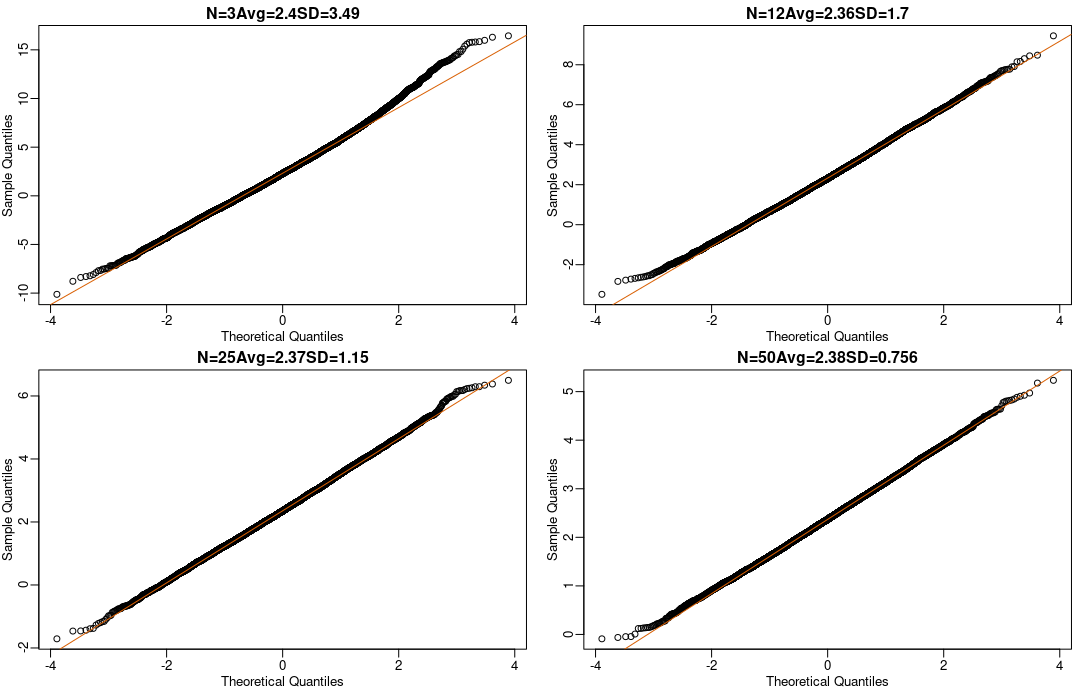 N=3Avg=2.4SD=3.49
Sample Quantiles
-10 -5 0 5 10 15
-4 -2 0 2 4
Theoretical Quantiles
N=12Avg=2.36SD=1.7
Sample Quantiles
-2 0 2 4 6 8
-4 -2 0 2 4
Theoretical Quantiles
N=25Avg=2.37SD=1.15
Sample Quantiles
-2 0 2 4 6
-4 -2 0 2 4
Theoretical Quantiles
N=50Avg=2.38SD=0.756
Sample Quantiles
0 1 2 3 4 5
-4 -2 0 2 4
Theoretical Quantiles